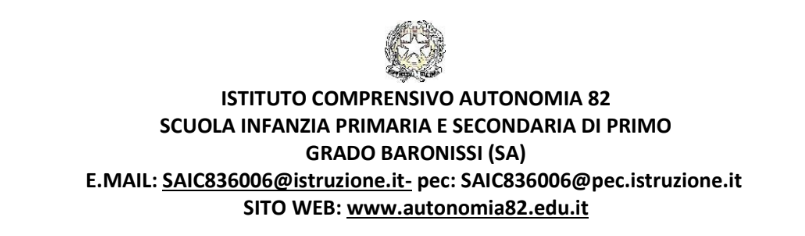 ISTITUTO COMPRENSIVO AUTONOMIA 82
SCUOLA INFANZIA PRIMARIA E SECONDARIA DI PRIMO
GRADO BARONISSI (SA)
E.MAIL: SAIC836006@istruzione.it- pec: SAIC836006@pec.istruzione.it
SITO WEB: www.autonomia82.edu.it